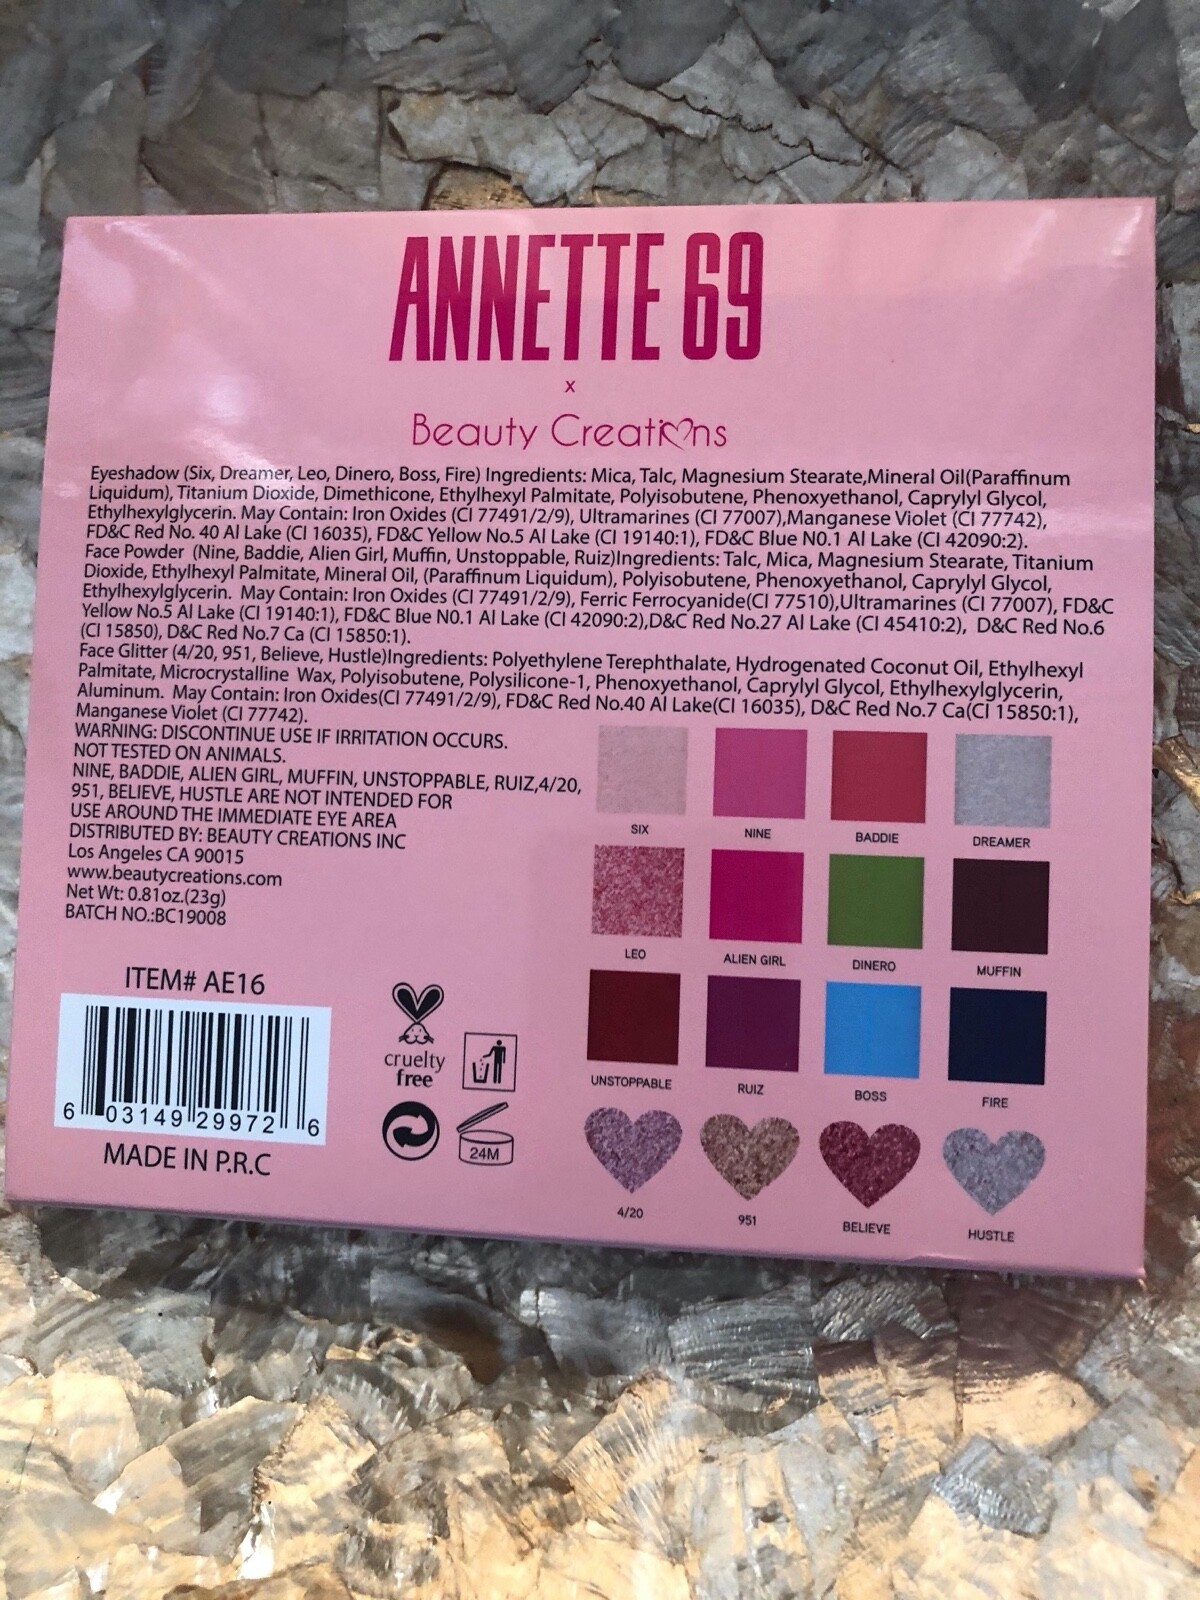 ANNETTE 69
x
Beauty Creations
Eyeshadow (Six, Dreamer, Leo, Dinero, Boss, Fire) Ingredients: Mica, Talc, Magnesium Stearate,Mineral Oil(Paraffinum
Liquidum), Titanium Dioxide, Dimethicone, Ethylhexyl Palmitate, Polyisobutene, Phenoxyethanol, Caprylyl Glycol,
Ethylhexylglycerin. May Contain: Iron Oxides (CI 77491/2/9), Ultramarines (CI 77007),Manganese Violet (CI 77742),
FD&C Red No. 40 Al Lake (CI 16035), FD&C Yellow No.5 Al Lake (CI 19140:1), FD&C Blue N0.1 Al Lake (CI 42090:2).
Face Powder (Nine, Baddie, Alien Girl, Muffin, Unstoppable, Ruiz)Ingredients: Talc, Mica, Magnesium Stearate, Titanium
Dioxide, Ethylhexyl Palmitate, Mineral Oil, (Paraffinum Liquidum), Polyisobutene, Phenoxyethanol, Caprylyl Glycol,
Ethylhexylglycerin. May Contain: Iron Oxides (CI 77491/2/9), Ferric Ferrocyanide(CI 77510),Ultramarines (CI 77007), FD&C
Yellow No.5 Al Lake (CI 19140:1), FD&C Blue N0.1 Al Lake (CI 42090:2),D&C Red No.27 Al Lake (CI 45410:2), D&C Red No.6
(CI 15850), D&C Red No.7 Ca (CI 15850:1).
Face Glitter (4/20, 951, Believe, Hustle)Ingredients: Polyethylene Terephthalate, Hydrogenated Coconut Oil, Ethylhexyl
Palmitate, Microcrystalline Wax, Polyisobutene, Polysilicone-1, Phenoxyethanol, Caprylyl Glycol, Ethylhexylglycerin,
Aluminum. May Contain: Iron Oxides(CI 77491/2/9), FD&C Red No.40 Al Lake(CI 16035), D&C Red No.7 Ca(CI 15850:1),
Manganese Violet (CI 77742).
WARNING: DISCONTINUE USE IF IRRITATION OCCURS.
NOT TESTED ON ANIMALS.
NINE, BADDIE, ALIEN GIRL, MUFFIN, UNSTOPPABLE, RUIZ,4/20,
951, BELIEVE, HUSTLE ARE NOT INTENDED FOR
USE AROUND THE IMMEDIATE EYE AREA
DISTRIBUTED BY: BEAUTY CREATIONS INC
Los Angeles CA 90015
www.beautycreations.com
Net Wt: 0.81oz.(23g)
BATCH NO.:BC19008
ITEM# AE16
6 03149 29972 6
MADE IN P.R.C
cruelty
free
24M
SIX NINE BADDIE DREAMER
LEO ALIEN GIRL DINERO MUFFIN
UNSTOPPABLE RUIZ BOSS FIRE
4/20 951 BELIEVE HUSTLE